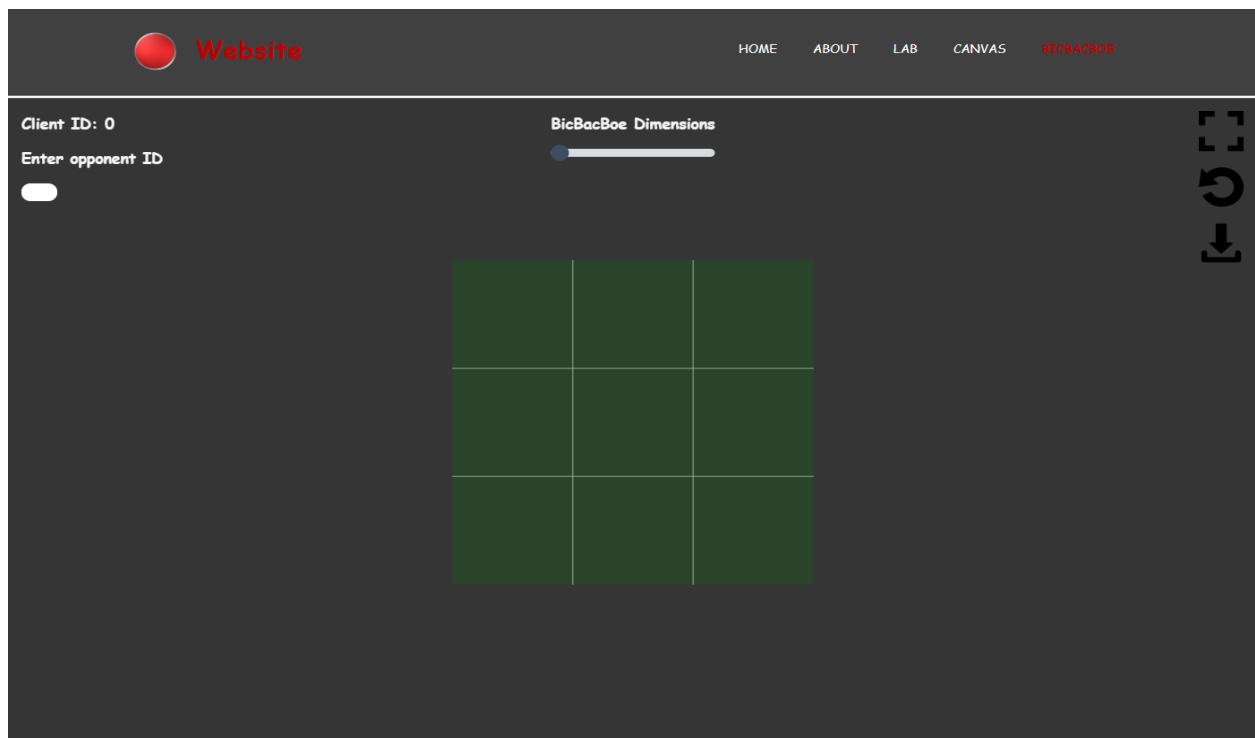 Website
HOME ABOUT LAB CANVAS BICBACBOE
Client ID: 0
BicBacBoe Dimensions
Enter opponent ID